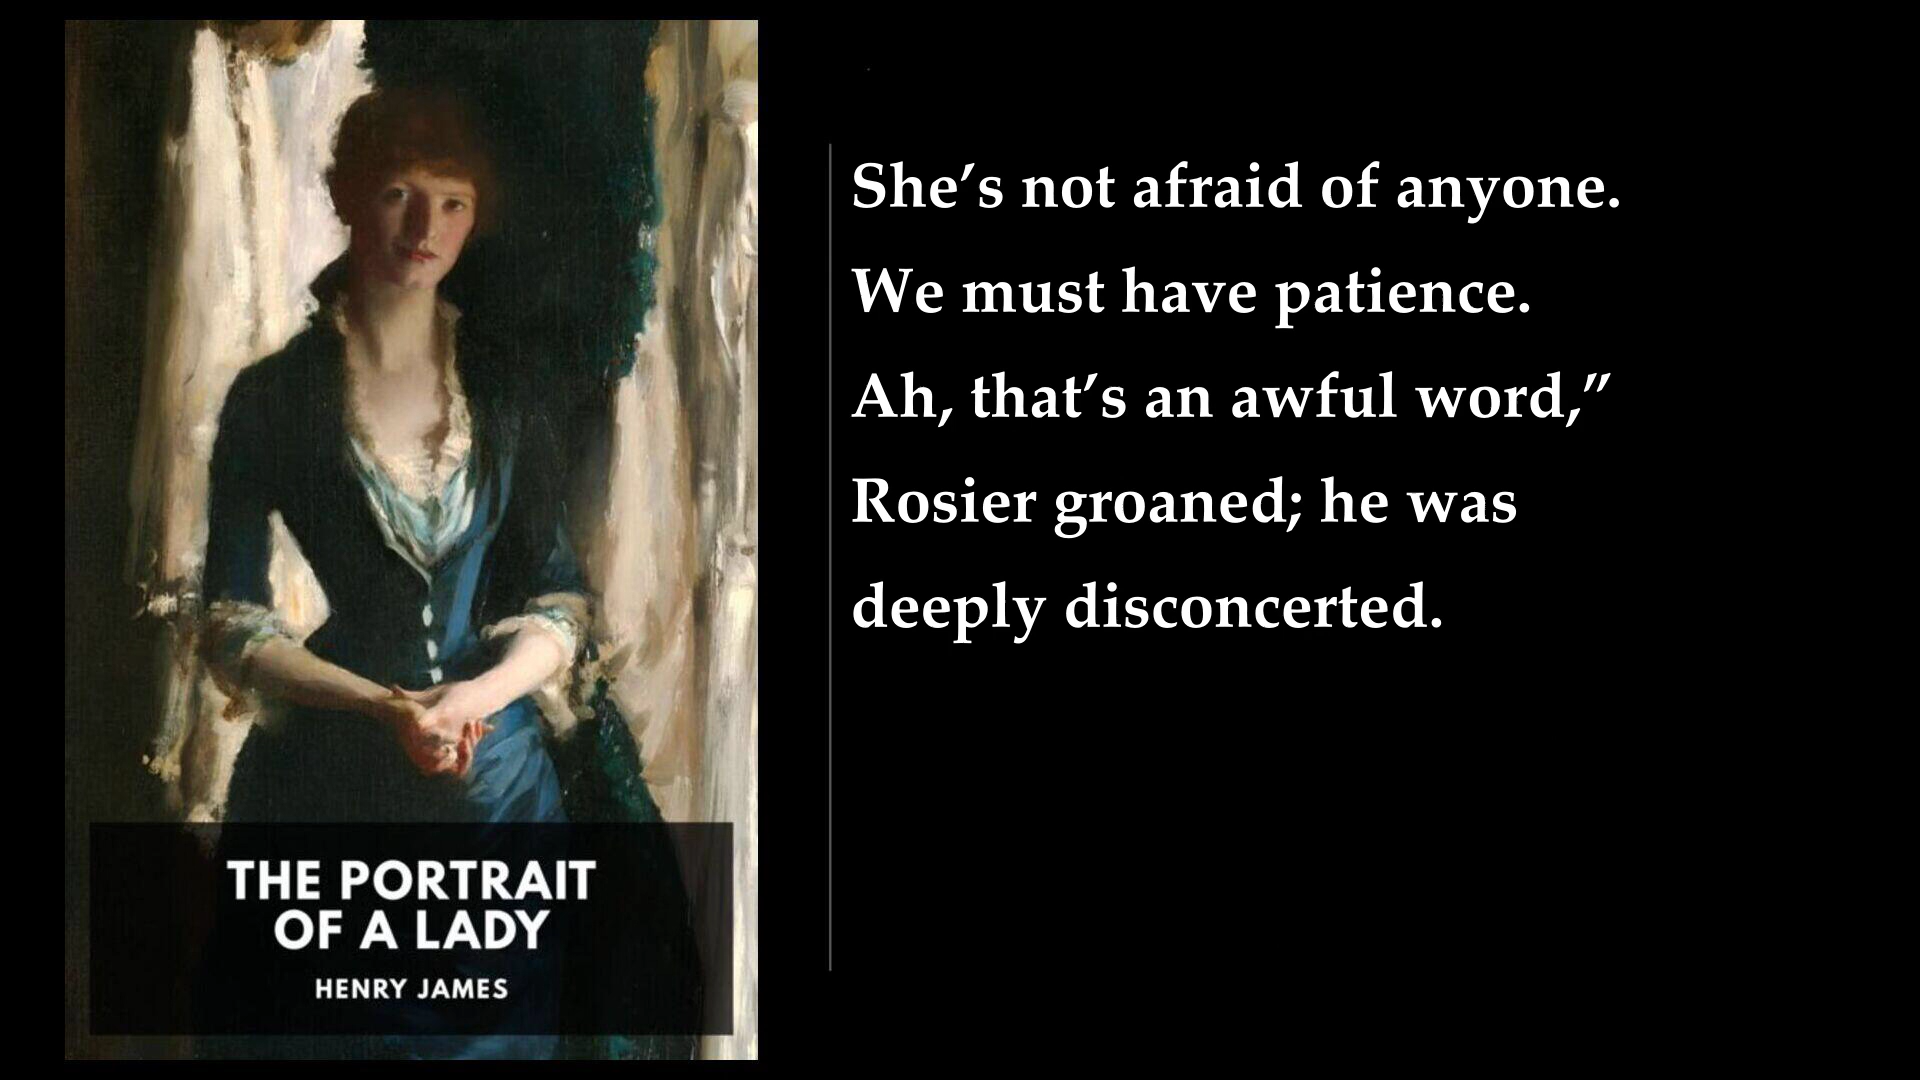 THE PORTRAIT
OF A LADY
HENRY JAMES
She’s not afraid of anyone.
We must have patience.
Ah, that’s an awful word,”
Rosier groaned; he was
deeply disconcerted.